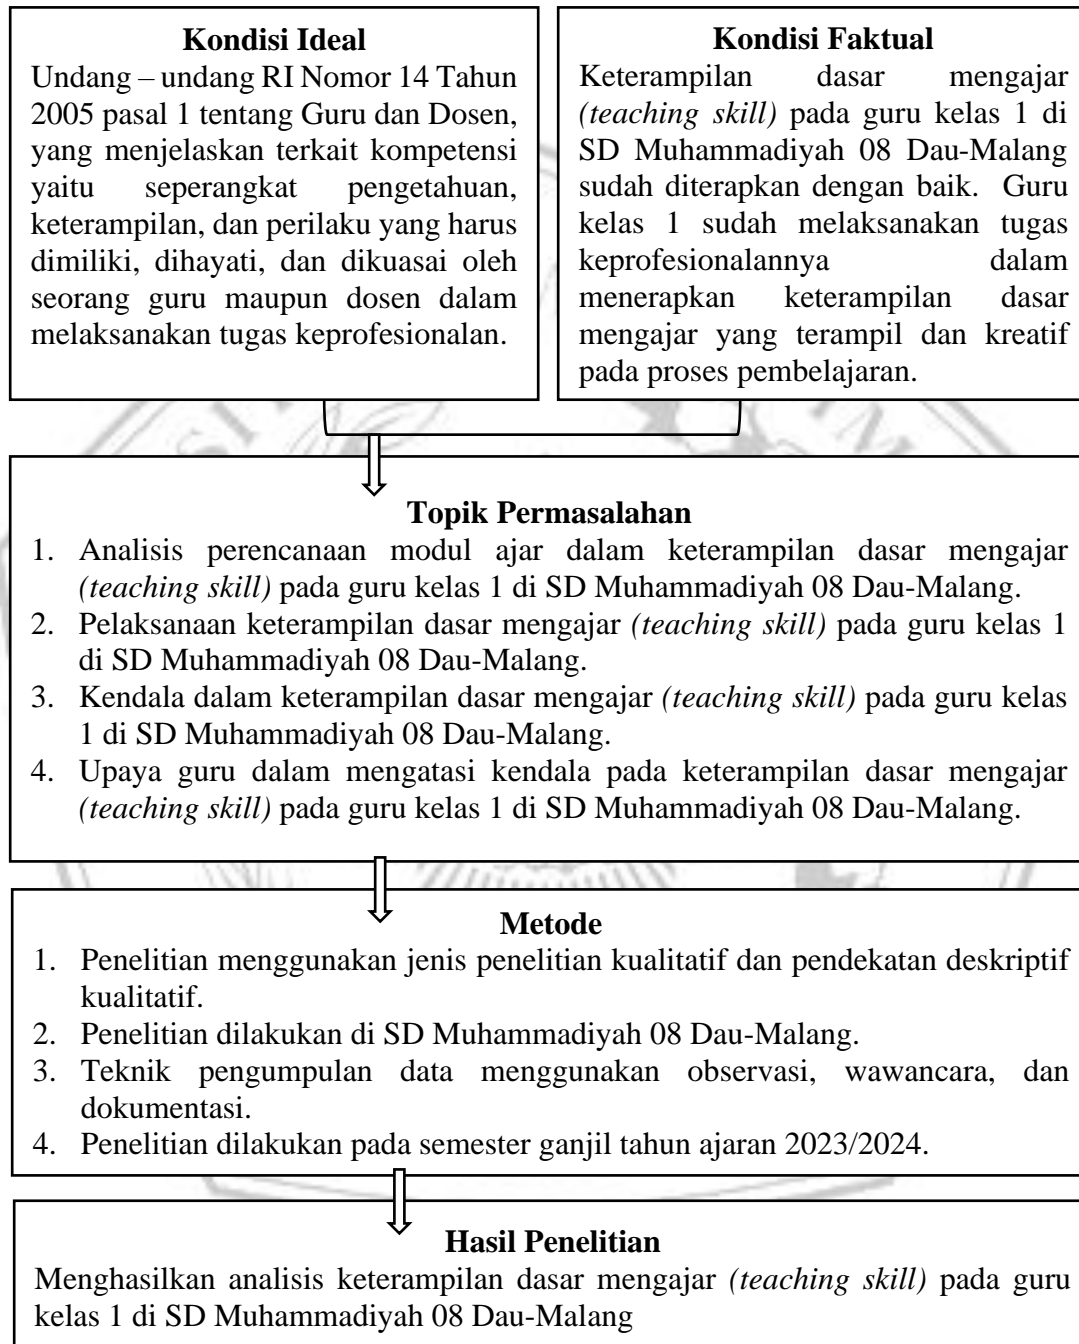 Kondisi Ideal
Undang – undang RI Nomor 14 Tahun
2005 pasal 1 tentang Guru dan Dosen,
yang menjelaskan terkait kompetensi
yaitu seperangkat pengetahuan,
keterampilan, dan perilaku yang harus
dimiliki, dihayati, dan dikuasai oleh
seorang guru maupun dosen dalam
melaksanakan tugas keprofesionalan.
Kondisi Faktual
Keterampilan dasar mengajar
(teaching skill) pada guru kelas 1 di
SD Muhammadiyah 08 Dau-Malang
sudah diterapkan dengan baik. Guru
kelas 1 sudah melaksanakan tugas
keprofesionalannya dalam
menerapkan keterampilan dasar
mengajar yang terampil dan kreatif
pada proses pembelajaran.
Topik Permasalahan
1. Analisis perencanaan modul ajar dalam keterampilan dasar mengajar
(teaching skill) pada guru kelas 1 di SD Muhammadiyah 08 Dau-Malang.
2. Pelaksanaan keterampilan dasar mengajar (teaching skill) pada guru kelas 1
di SD Muhammadiyah 08 Dau-Malang.
3. Kendala dalam keterampilan dasar mengajar (teaching skill) pada guru kelas
1 di SD Muhammadiyah 08 Dau-Malang.
4. Upaya guru dalam mengatasi kendala pada keterampilan dasar mengajar
(teaching skill) pada guru kelas 1 di SD Muhammadiyah 08 Dau-Malang.
Metode
1. Penelitian menggunakan jenis penelitian kualitatif dan pendekatan deskriptif
kualitatif.
2. Penelitian dilakukan di SD Muhammadiyah 08 Dau-Malang.
3. Teknik pengumpulan data menggunakan observasi, wawancara, dan
dokumentasi.
4. Penelitian dilakukan pada semester ganjil tahun ajaran 2023/2024.
Hasil Penelitian
Menghasilkan analisis keterampilan dasar mengajar (teaching skill) pada guru
kelas 1 di SD Muhammadiyah 08 Dau-Malang